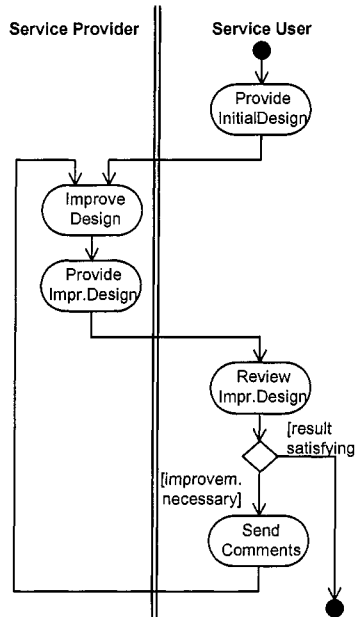 Service Provider
Service User
Provide
InitialDesign
Improve
Design
Provide
Impr.Design
Review
Impr.Design
[result
satisfying]
[improvem.
necessary]
Send
Comments